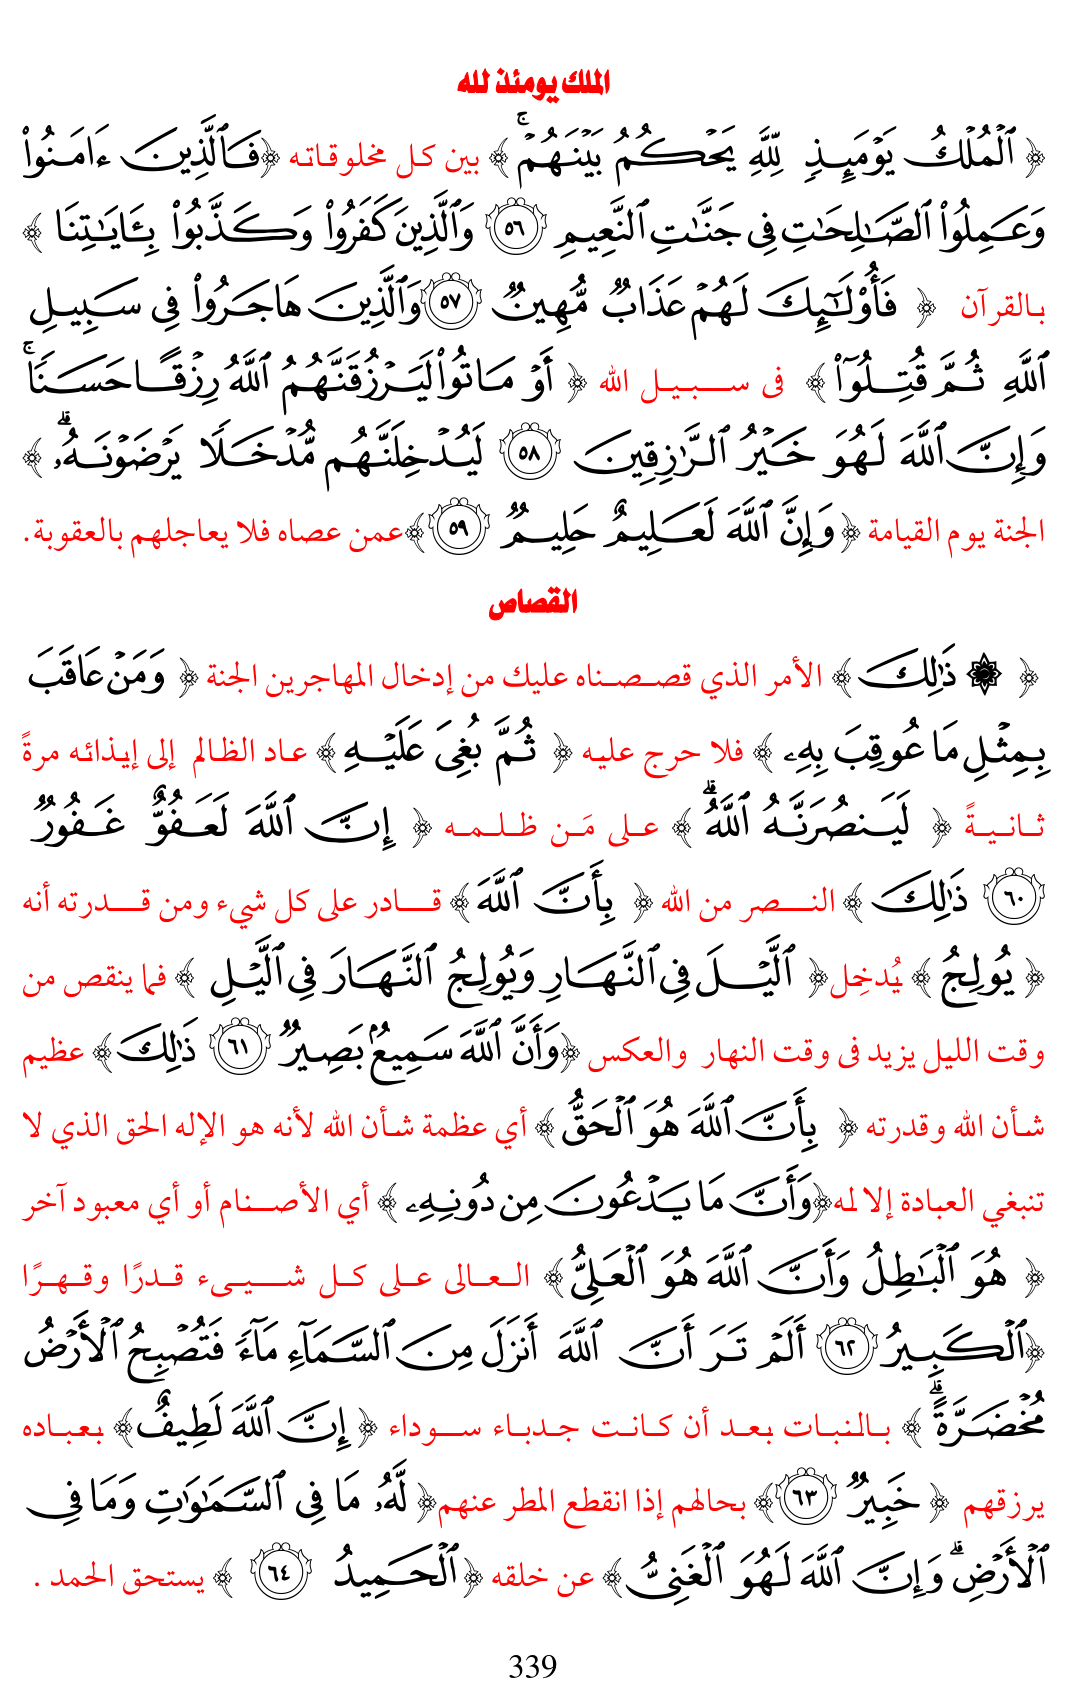 الملك يومئذ لله
﴿ ٱلۡمُلۡكُ يَوۡمَئِذٖ لِّلَّهِ يَحۡكُمُ بَيۡنَهُمۡۚ ﴾ بين كل مخلوقاته ﴿فَٱلَّذِينَ ءَامَنُواْ
وَعَمِلُواْ ٱلصَّٰلِحَٰتِ فِي جَنَّٰتِ ٱلنَّعِيمِ ٥٦ وَٱلَّذِينَ كَفَرُواْ وَكَذَّبُواْ بِـَٔايَٰتِنَا ﴾
بالقرآن ﴿ فَأُوْلَٰٓئِكَ لَهُمۡ عَذَابٞ مُّهِينٞ ٥٧ وَٱلَّذِينَ هَاجَرُواْ فِي سَبِيلِ
ٱللَّهِ ثُمَّ قُتِلُوٓاْ ﴾ فى سبيل الله ﴿ أَوۡ مَاتُواْ لَيَرۡزُقَنَّهُمُ ٱللَّهُ رِزۡقًا حَسَنٗاۚ
وَإِنَّ ٱللَّهَ لَهُوَ خَيۡرُ ٱلرَّٰزِقِينَ ٥٨ لَيُدۡخِلَنَّهُم مُّدۡخَلٗا يَرۡضَوۡنَهُۥۗ ﴾
الجنة يوم القيامة ﴿وَإِنَّ ٱللَّهَ لَعَلِيمٌ حَلِيمٞ ٥٩ ﴾عمن عصاه فلا يعاجلهم بالعقوبة.
القصاص
﴿ ۞ ذَٰلِكَ ﴾ الأمر الذي قصصناه عليك من إدخال المهاجرين الجنة ﴿ وَمَنۡ عَاقَبَ
بِمِثۡلِ مَا عُوقِبَ بِهِۦ ﴾ فلا حرج عليه ﴿ ثُمَّ بُغِيَ عَلَيۡهِ ﴾ عاد الظالم إلى إيذائه مرةً
ثانيةً ﴿ لَيَنصُرَنَّهُ ٱللَّهُۗ ﴾ على مَن ظلمه ﴿ إِنَّ ٱللَّهَ لَعَفُوٌّ غَفُورٞ
٦٠ ذَٰلِكَ ﴾ النصر من الله ﴿ بِأَنَّ ٱللَّهَ ﴾ قادر على كل شيء ومن قدرته أنه
﴿ يُولِجُ ﴾ يُدخِل﴿ ٱلَّيۡلَ فِي ٱلنَّهَارِ وَيُولِجُ ٱلنَّهَارَ فِي ٱلَّيۡلِ ﴾ فما ينقص من
وقت الليل يزيد فى وقت النهار والعكس ﴿وَأَنَّ ٱللَّهَ سَمِيعُۢ بَصِيرٞ ٦١ ذَٰلِكَ ﴾ عظيم
شأن الله وقدرته ﴿ بِأَنَّ ٱللَّهَ هُوَ ٱلۡحَقُّ ﴾ أي عظمة شأن الله لأنه هو الإله الحق الذي لا
تنبغي العبادة إلا له﴿وَأَنَّ مَا يَدۡعُونَ مِن دُونِهِۦ ﴾ أي الأصنام أو أي معبود آخر
﴿ هُوَ ٱلۡبَٰطِلُ وَأَنَّ ٱللَّهَ هُوَ ٱلۡعَلِيُّ ﴾ العالى على كل شيىء قدرًا وقهرًا
﴿ٱلۡكَبِيرُ ٦٢ أَلَمۡ تَرَ أَنَّ ٱللَّهَ أَنزَلَ مِنَ ٱلسَّمَآءِ مَآءٗ فَتُصۡبِحُ ٱلۡأَرۡضُ
مُخۡضَرَّةًۚۗ ﴾ بالنبات بعد أن كانت جدباء سوداء ﴿ إِنَّ ٱللَّهَ لَطِيفٌ ﴾ بعباده
يرزقهم ﴿ خَبِيرٞ ٦٣ ﴾ بحالهم إذا انقطع المطر عنهم﴿ لَّهُۥ مَا فِي ٱلسَّمَٰوَٰتِ وَمَا فِي
ٱلۡأَرۡضِۚۗ وَإِنَّ ٱللَّهَ لَهُوَ ٱلۡغَنِيُّ ﴾ عن خلقه ﴿ ٱلۡحَمِيدُ ٦٤ ﴾ يستحق الحمد .
339